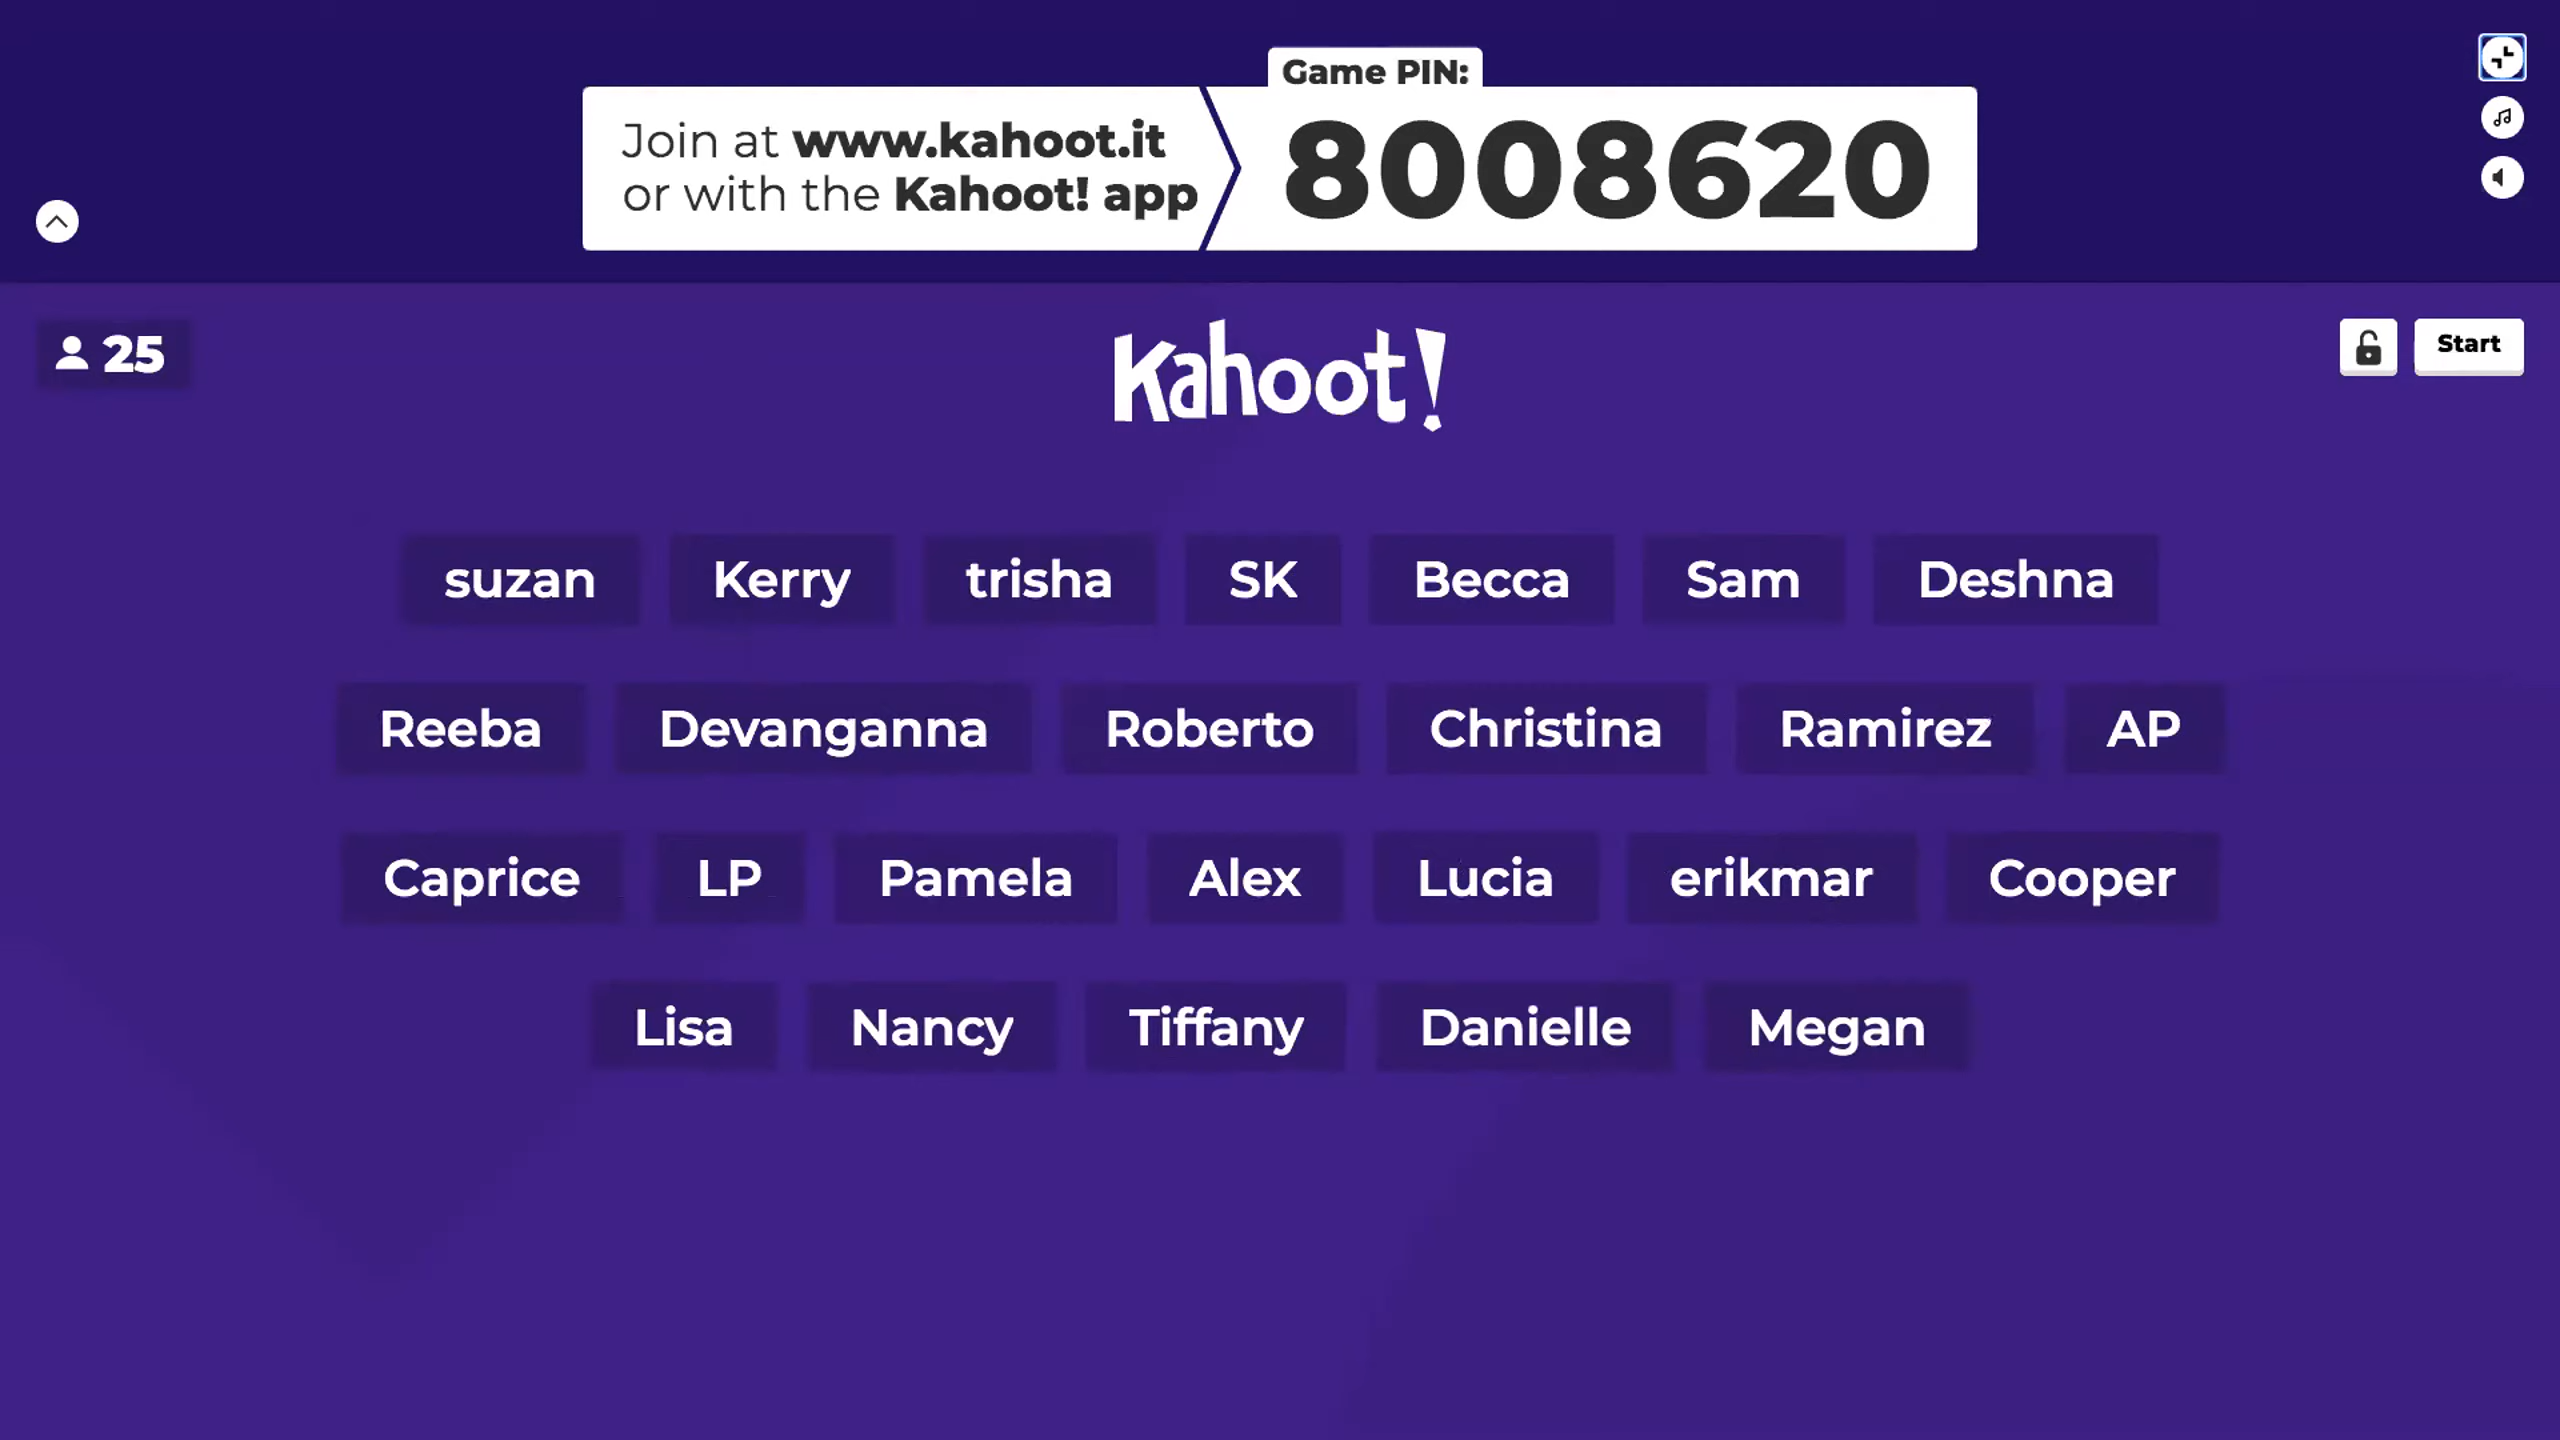 Game PIN:
Join at www.kahoot.it
or with the Kahoot! app
8008620
25
Kahoot!
Start
suzan Kerry trisha SK Becca Sam Deshna
Reeba Devanganna Roberto Christina Ramirez AP
Caprice LP Pamela Alex Lucia erikmar Cooper
Lisa Nancy Tiffany Danielle Megan